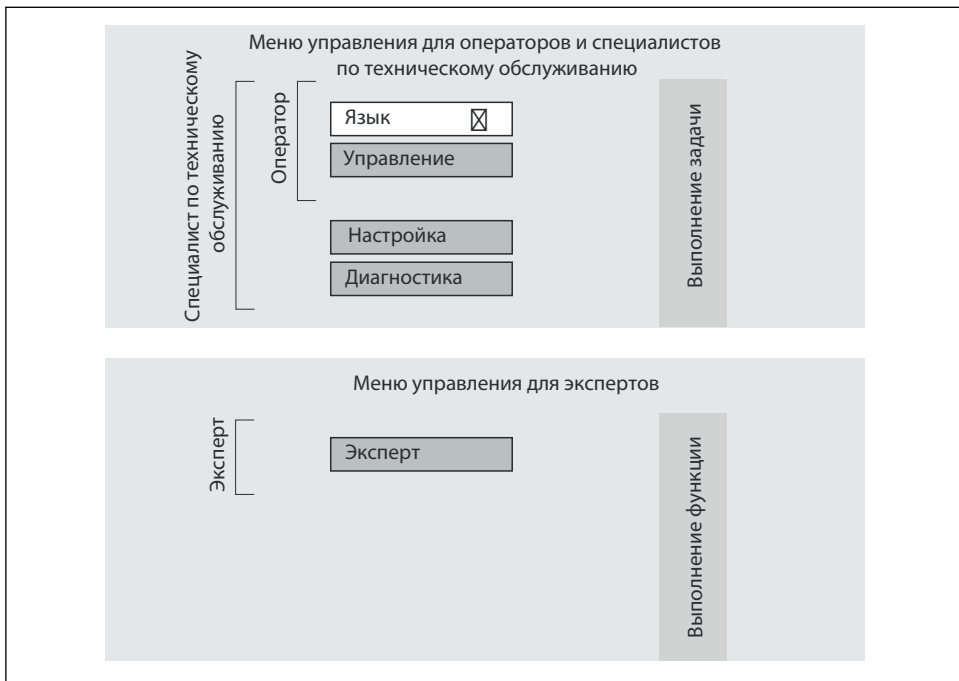 Меню управления для операторов и специалистов
по техническому обслуживанию
Специалист по техническому
обслуживанию
Оператор
Язык
Управление
Настройка
Диагностика
Выполнение задачи
Меню управления для экспертов
Эксперт
Эксперт
Выполнение функции